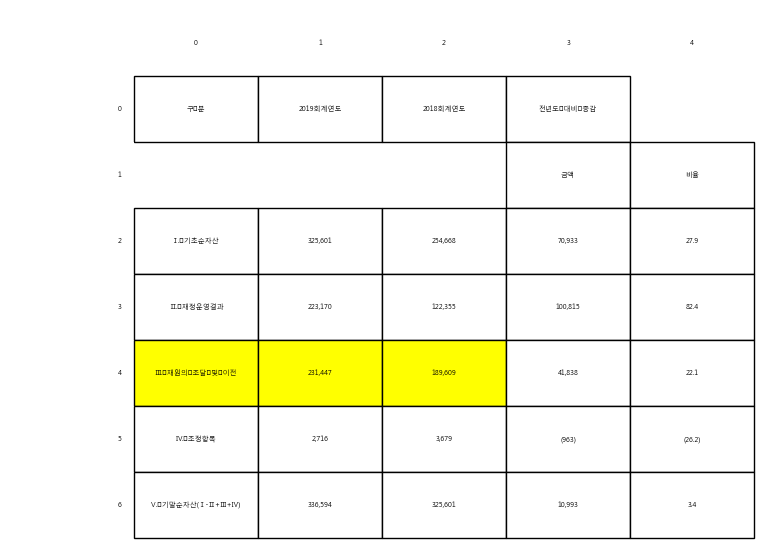 0 1 2 3 4
0 구 분 2019회계연도 2018회계연도 전년도 대비 증감
1 금액 비율
2 Ⅰ. 기초순자산 325,601 254,668 70,933 27.9
3 Ⅱ. 재정운영결과 223,170 122,355 100,815 82.4
4 Ⅲ 재원의 조달 및 이전 231,447 189,609 41,838 22.1
5 Ⅳ. 조정항목 2,716 3,679 (963) (26.2)
6 Ⅴ. 기말순자산(Ⅰ-Ⅱ+Ⅲ+Ⅳ) 336,594 325,601 10,993 3.4